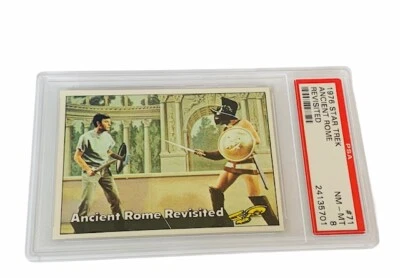 Ancient Rome Revisited
PSA
1976 STAR TREK
ANCIENT ROME
REVISITED
#71
NM - MT
8
24135701